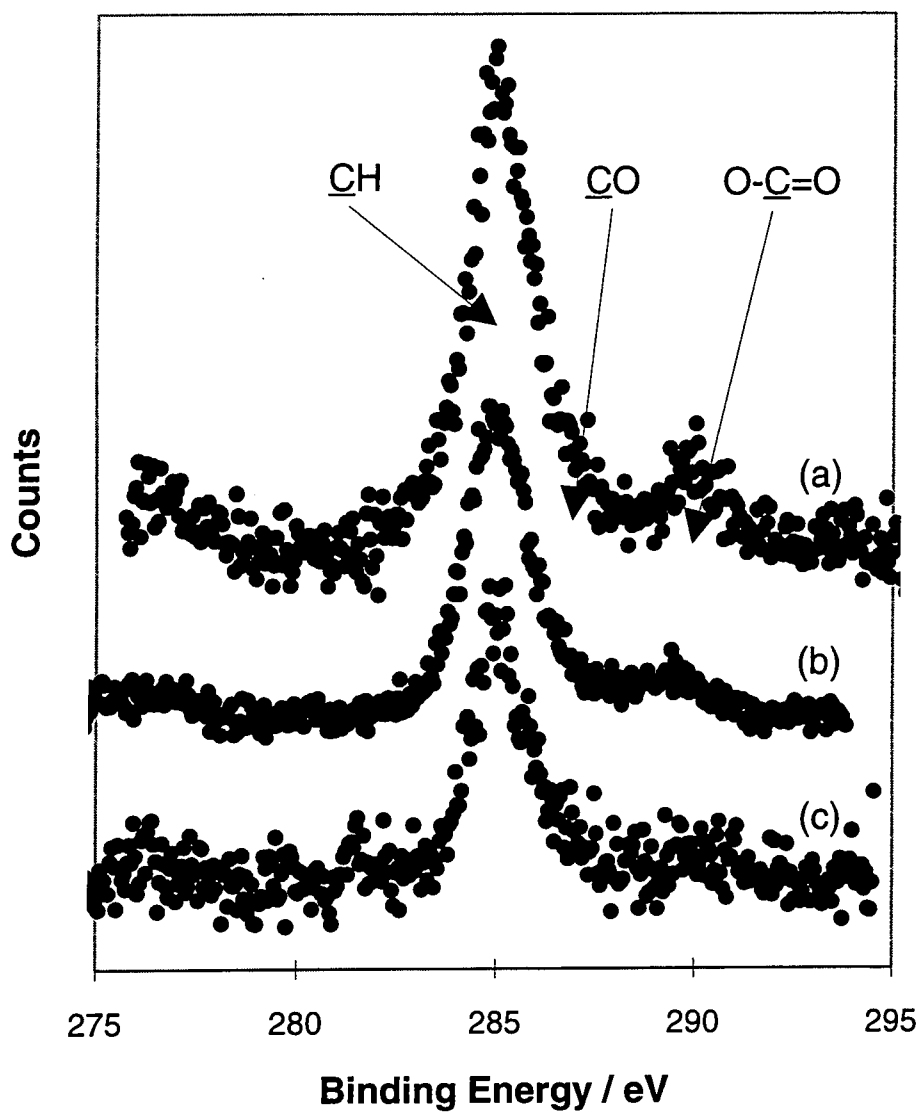 CH
CO
O-C=O
(a)
(b)
(c)
Counts
275
280
285
290
295
Binding Energy / eV